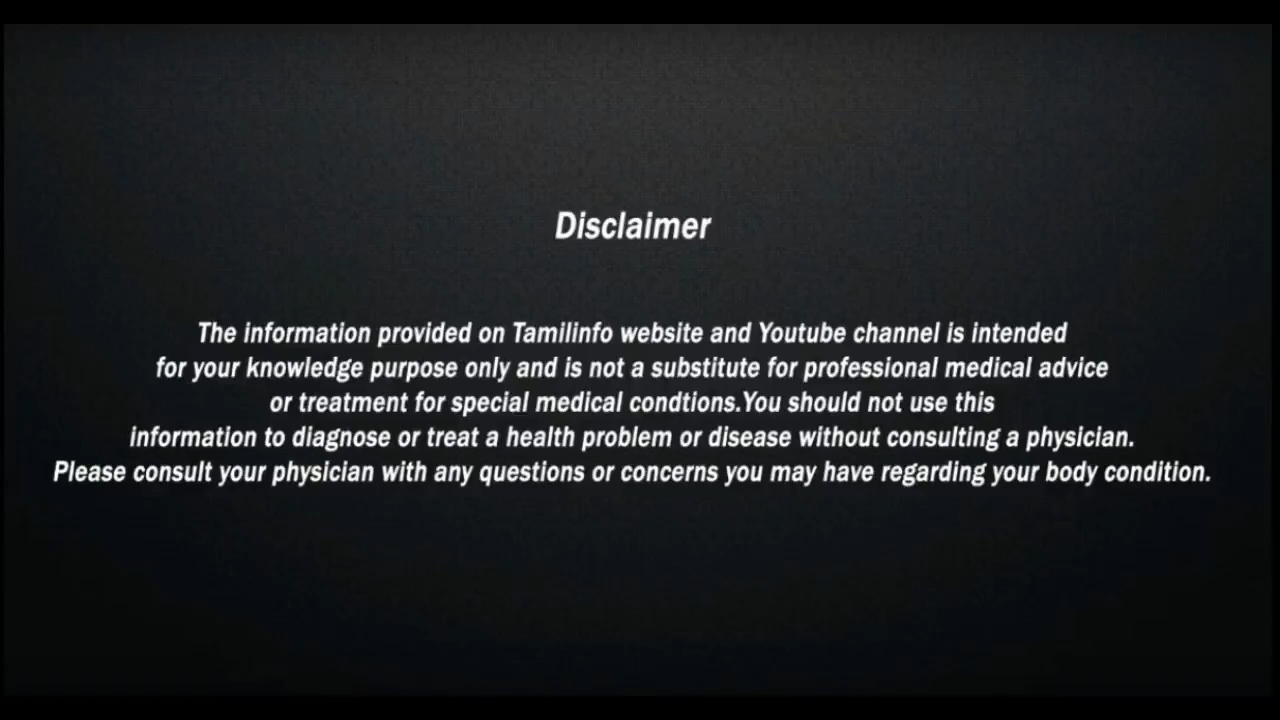 Disclaimer
The information provided on Tamilinfo website and Youtube channel is intended
for your knowledge purpose only and is not a substitute for professional medical advice
or treatment for special medical condtions.You should not use this
information to diagnose or treat a health problem or disease without consulting a physician.
Please consult your physician with any questions or concerns you may have regarding your body condition.